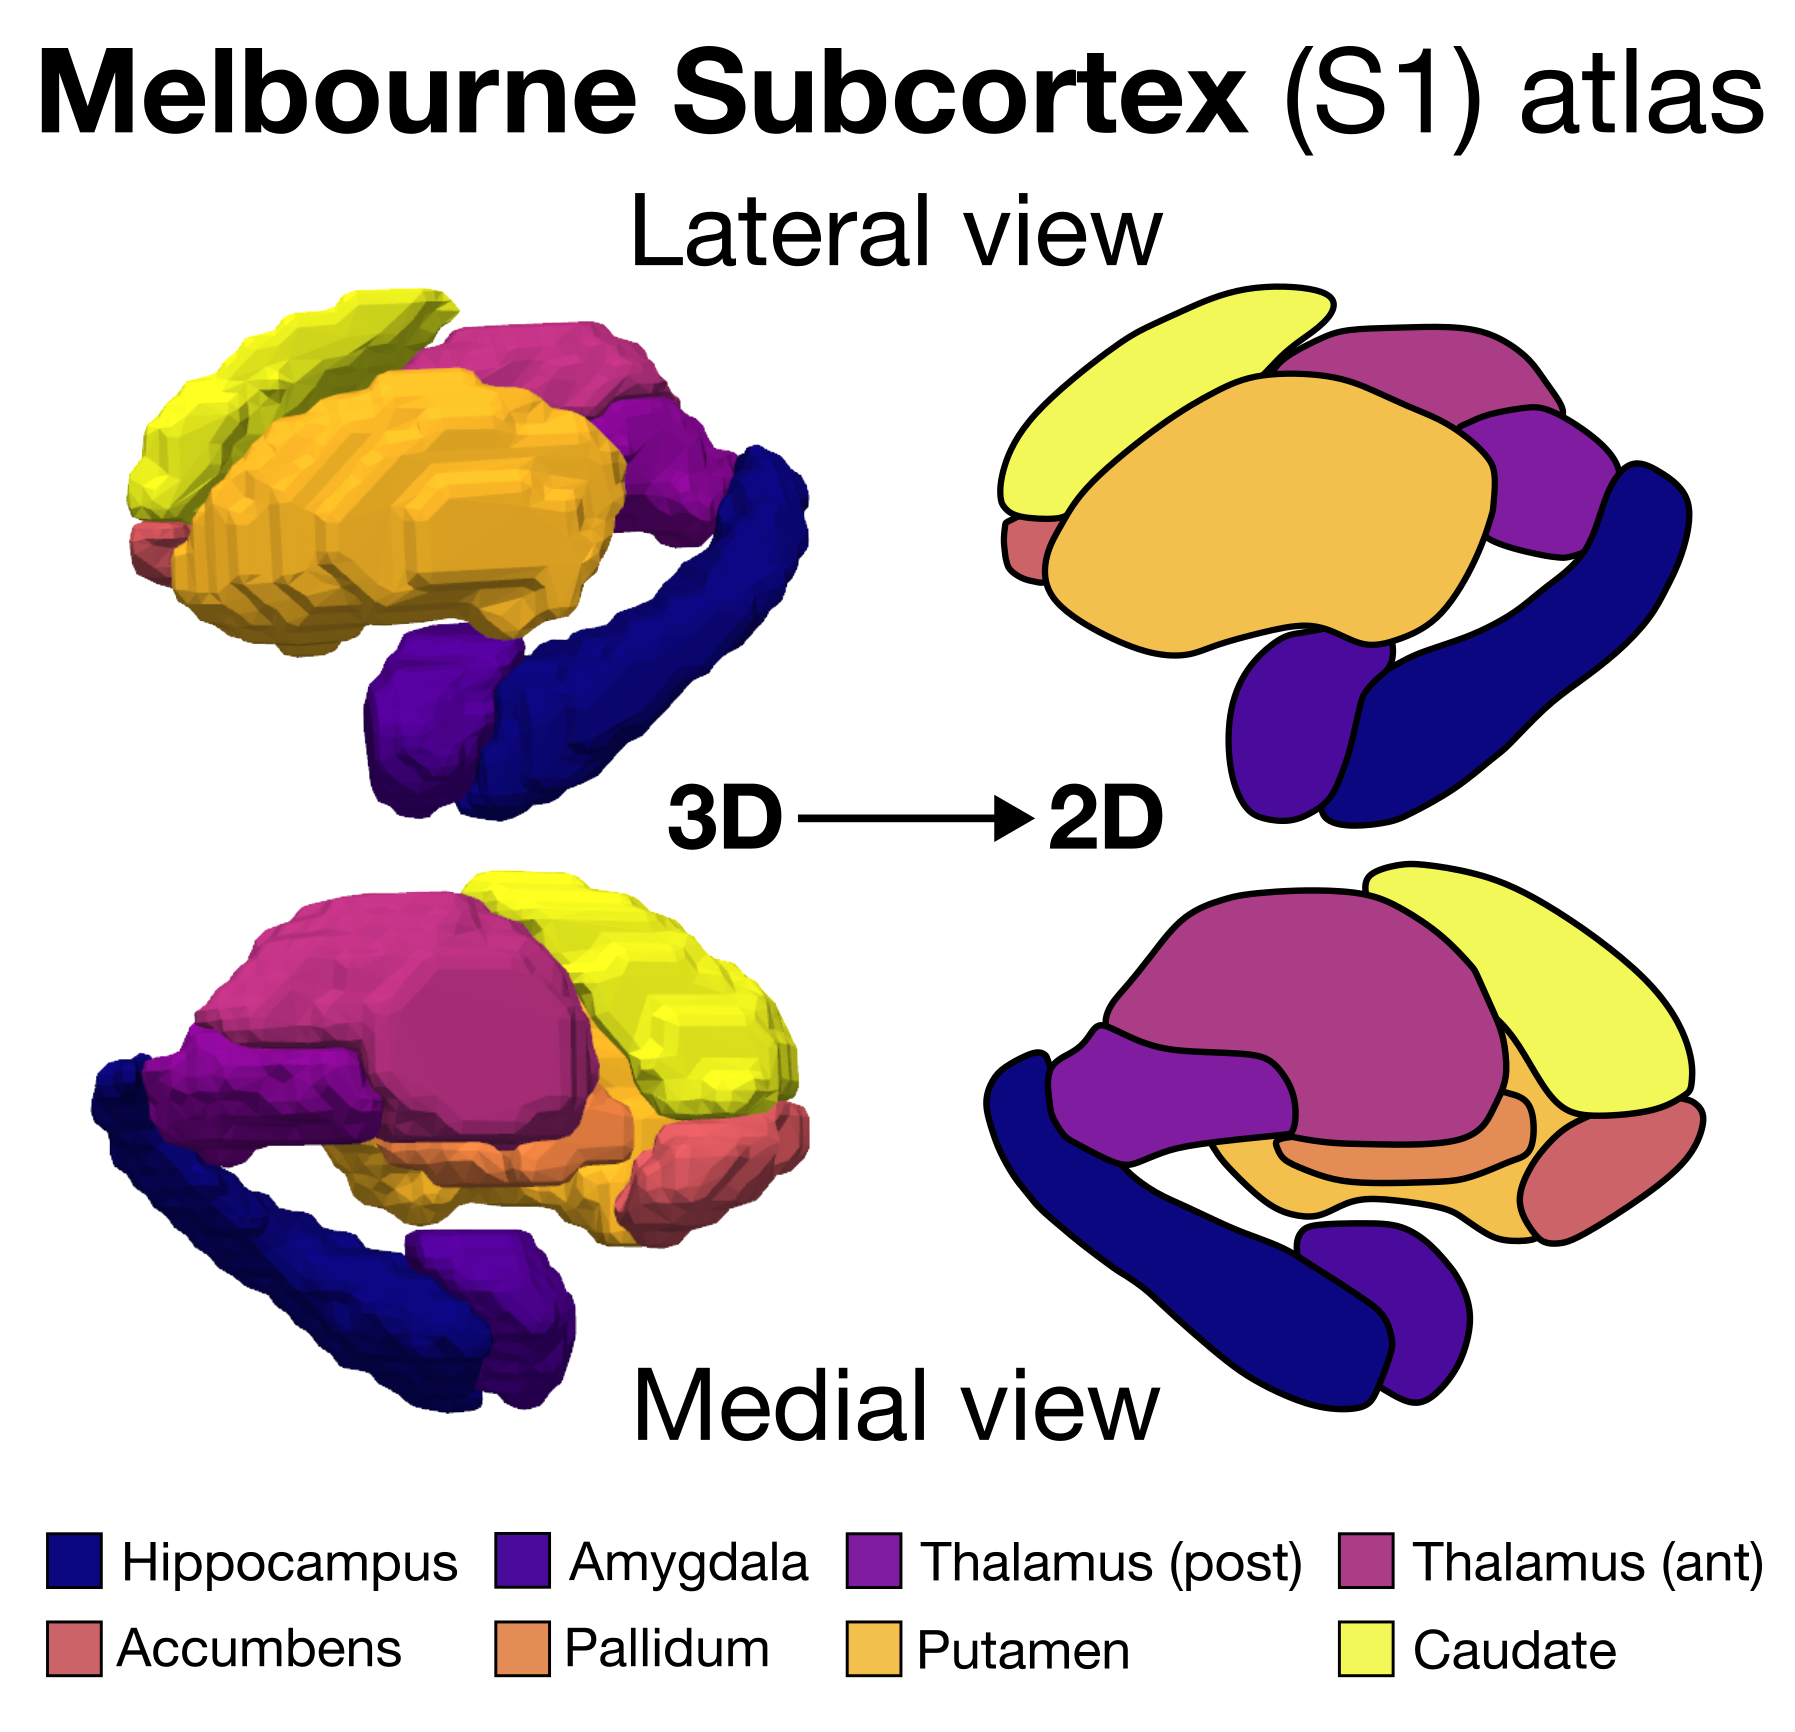 Melbourne Subcortex (S1) atlas
Lateral view
3D 2D
Medial view
Hippocampus Amygdala Thalamus (post) Thalamus (ant)
Accumbens Pallidum Putamen Caudate